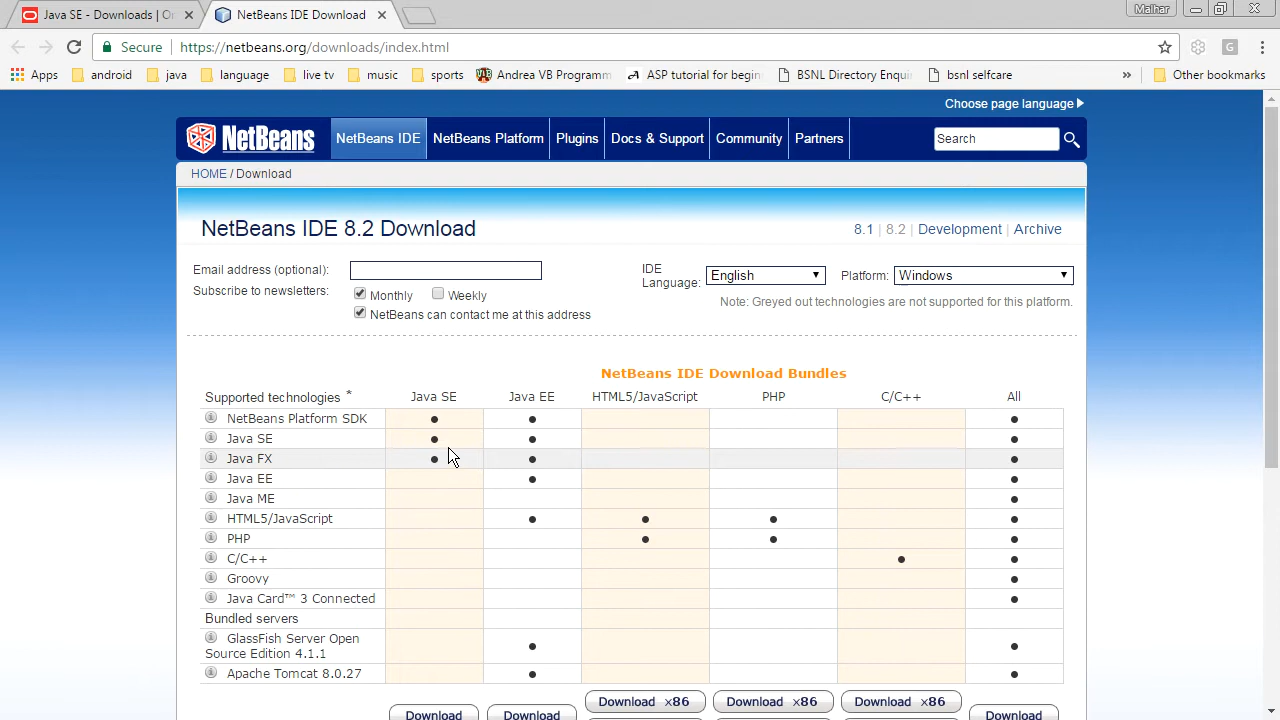 Java SE - Downloads | Or
NetBeans IDE Download
Malhar
Secure
https://netbeans.org/downloads/index.html
G
Apps
android
java
language
live tv
music
sports
Andrea VB Programm
ASP tutorial for begin
BSNL Directory Enqui
bsnl selfcare
»
Other bookmarks
Choose page language
NetBeans
NetBeans IDE
NetBeans Platform
Plugins
Docs & Support
Community
Partners
Search
HOME / Download
NetBeans IDE 8.2 Download
8.1 | 8.2 | Development | Archive
Email address (optional):
Subscribe to newsletters:
Monthly
Weekly
NetBeans can contact me at this address
IDE
Language:
English
Platform:
Windows
Note: Greyed out technologies are not supported for this platform.
NetBeans IDE Download Bundles
Supported technologies *
Java SE
Java EE
HTML5/JavaScript
PHP
C/C++
All
NetBeans Platform SDK
Java SE
Java FX
Java EE
Java ME
HTML5/JavaScript
PHP
C/C++
Groovy
Java Card™ 3 Connected
Bundled servers
GlassFish Server Open
Source Edition 4.1.1
Apache Tomcat 8.0.27
Download
Download
Download x86
Download x86
Download x86
Download